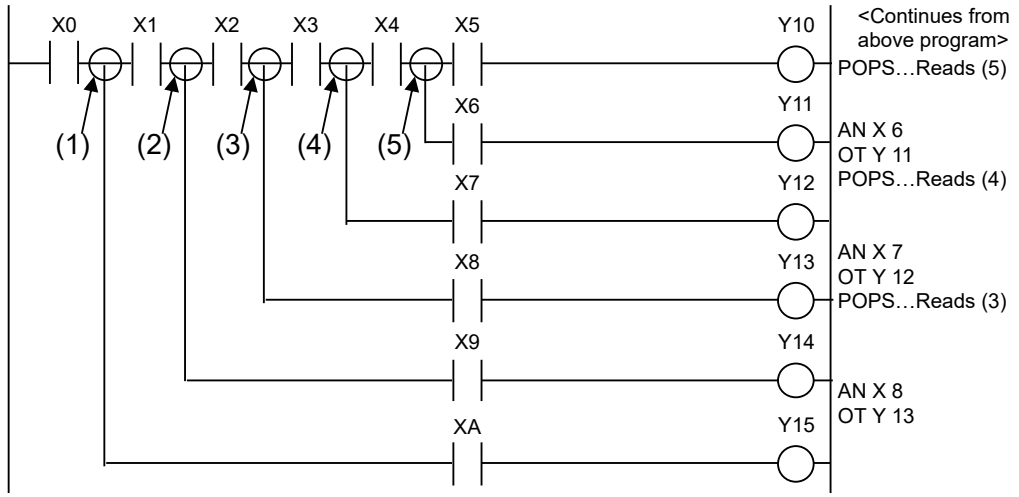 X0 X1 X2 X3 X4 X5 Y10
<Continues from
above program>
POPS…Reads (5)
X6 Y11
(1) (2) (3) (4) (5)
AN X 6
OT Y 11
POPS…Reads (4)
X7 Y12
AN X 7
OT Y 12
POPS…Reads (3)
X8 Y13
X9 Y14
AN X 8
OT Y 13
XA Y15